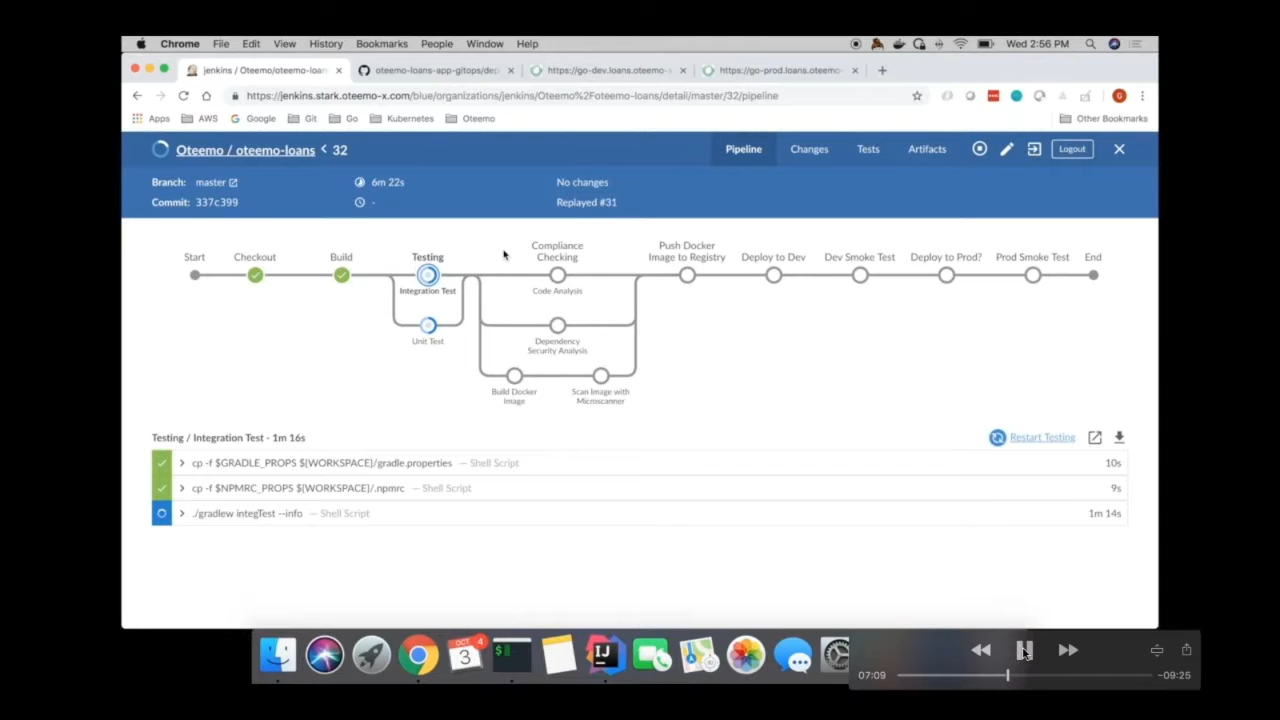 Chrome File Edit View History Bookmarks People Window Help Wed 2:56 PM
jenkins / Oteemo/oteemo-loan oteemo-loans-app-gitops/dep https://go-dev.loans.oteemo- https://go-prod.loans.oteemo-
https://jenkins.stark.oteemo-x.com/blue/organizations/jenkins/Oteemo%2Foteemo-loans/detail/master/32/pipeline
G
Apps AWS Google Git Go Kubernetes Oteemo Other Bookmarks
Oteemo / oteemo-loans < 32 Pipeline Changes Tests Artifacts Logout
Branch: master 6m 22s No changes
Commit: 337c399 - Replayed #31
Start Checkout Build Testing Compliance Checking Push Docker Image to Registry Deploy to Dev Dev Smoke Test Deploy to Prod? Prod Smoke Test End
Integration Test Code Analysis
Unit Test Dependency Security Analysis
Build Docker Image Scan Image with Microscanner
Testing / Integration Test - 1m 16s Restart Testing
cp -f $GRADLE_PROPS ${WORKSPACE}/gradle.properties — Shell Script 10s
cp -f $NPMRC_PROPS ${WORKSPACE}/.npmrc — Shell Script 9s
./gradlew integTest --info — Shell Script 1m 14s
OCT 4
3 $ IJ
07:09 -09:25